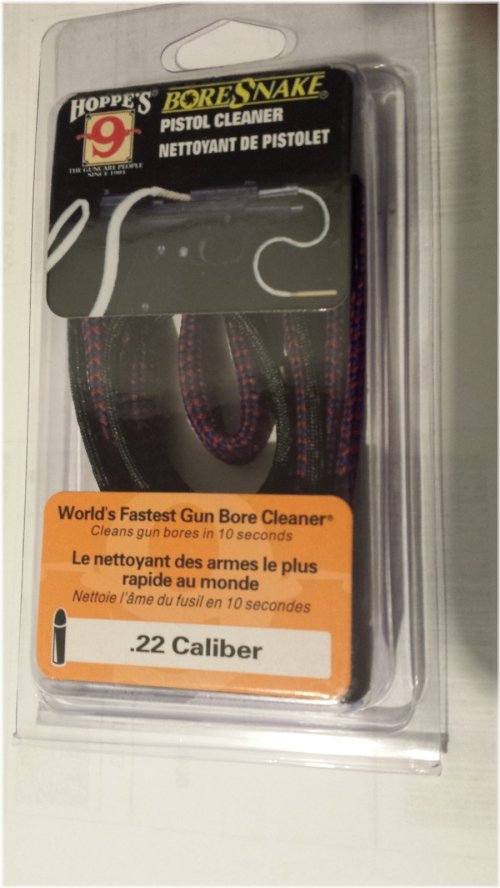 HOPPE'S®
9
THE GUNCARE PEOPLE
SINCE 1903
BORESNAKE®
PISTOL CLEANER
NETTOYANT DE PISTOLET
World's Fastest Gun Bore Cleaner®
Cleans gun bores in 10 seconds
Le nettoyant des armes le plus
rapide au monde
Nettoie l'âme du fusil en 10 secondes
.22 Caliber